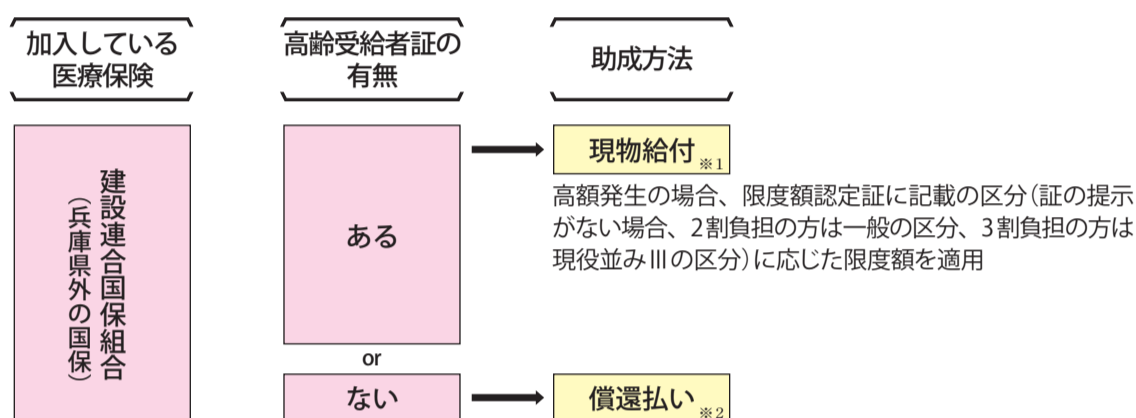 加入している
医療保険
高齢受給者証の
有無
助成方法
建設連合国保組合
(兵庫県外の国保)
ある
現物給付※1
高額発生の場合、限度額認定証に記載の区分(証の提示
がない場合、2割負担の方は一般の区分、3割負担の方は
現役並みⅢの区分)に応じた限度額を適用
or
ない
償還払い※2